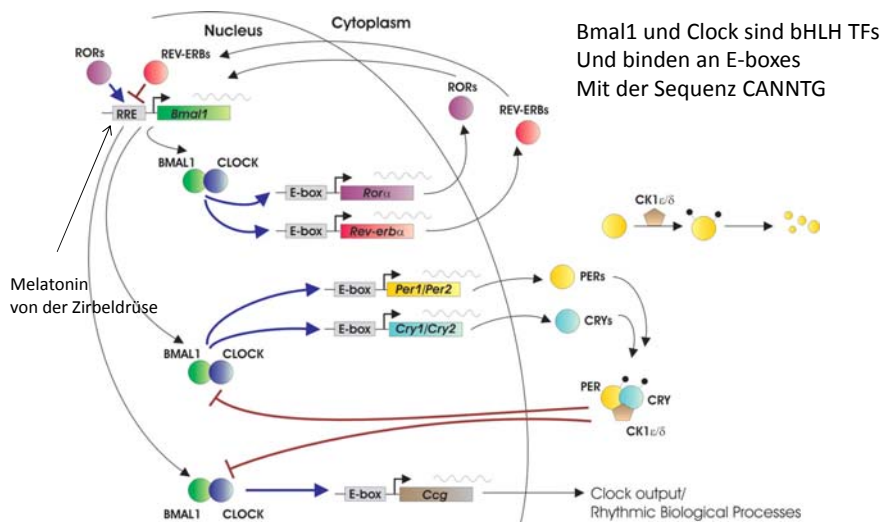 Nucleus
Cytoplasm
Bmal1 und Clock sind bHLH TFs
Und binden an E-boxes
Mit der Sequenz CANNTG
RORs
REV-ERBs
RRE
Bmal1
RORs
REV-ERBs
BMAL1
CLOCK
E-box
Rorα
E-box
Rev-erbα
CK1ε/δ
Melatonin
von der Zirbeldrüse
E-box
Per1/Per2
PERs
E-box
Cry1/Cry2
CRYs
BMAL1
CLOCK
PER
CRY
CK1ε/δ
E-box
Ccg
BMAL1
CLOCK
Clock output/
Rhythmic Biological Processes